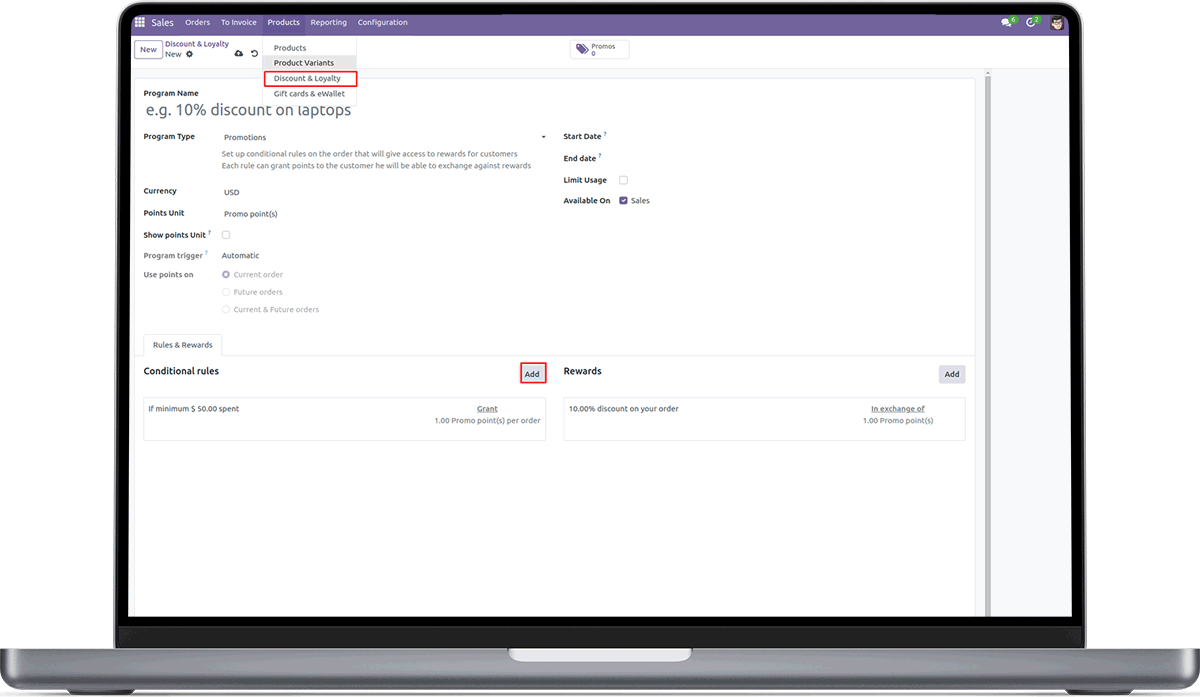 Sales Orders To Invoice Products Reporting Configuration 6 2
New Discount & Loyalty
New
Promos
0
Products
Product Variants
Discount & Loyalty
Gift cards & eWallet
Program Name
e.g. 10% discount on laptops
Program Type Promotions
Set up conditional rules on the order that will give access to rewards for customers
Each rule can grant points to the customer he will be able to exchange against rewards
Currency USD
Points Unit Promo point(s)
Show points Unit ?
Program trigger ? Automatic
Use points on Current order
Future orders
Current & Future orders
Start Date ?
End date ?
Limit Usage
Available On Sales
Rules & Rewards
Conditional rules Add
If minimum $ 50.00 spent Grant
1.00 Promo point(s) per order
Rewards Add
10.00% discount on your order In exchange of
1.00 Promo point(s)